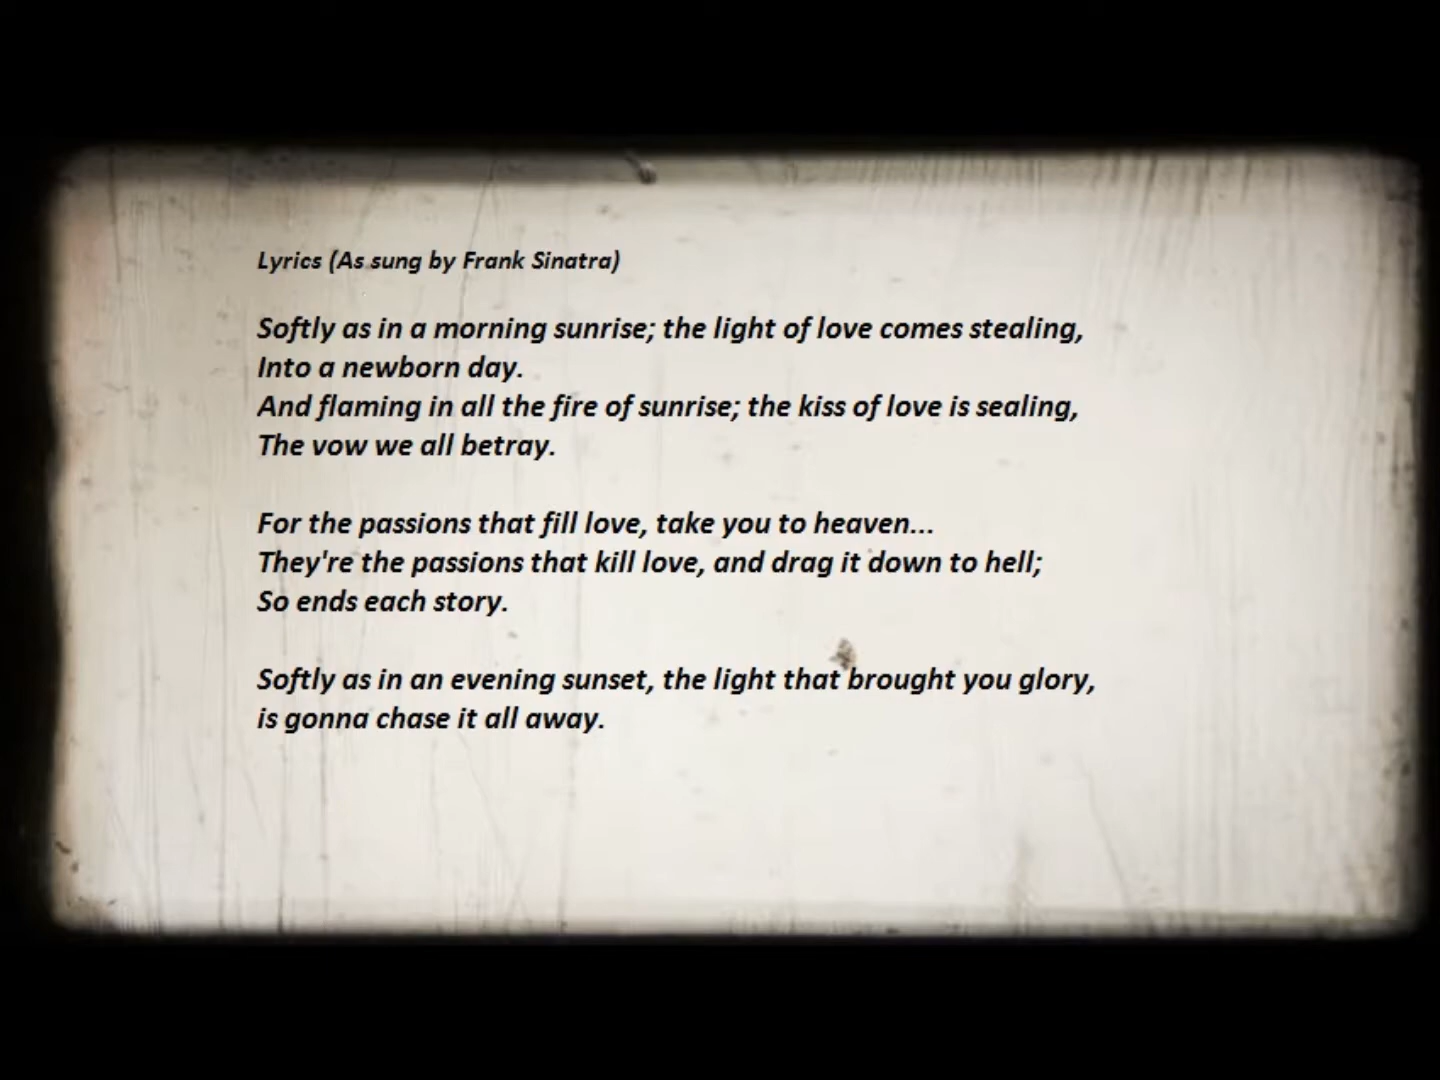 Lyrics (As sung by Frank Sinatra)
Softly as in a morning sunrise; the light of love comes stealing,
Into a newborn day.
And flaming in all the fire of sunrise; the kiss of love is sealing,
The vow we all betray.
For the passions that fill love, take you to heaven...
They're the passions that kill love, and drag it down to hell;
So ends each story.
Softly as in an evening sunset, the light that brought you glory,
is gonna chase it all away.